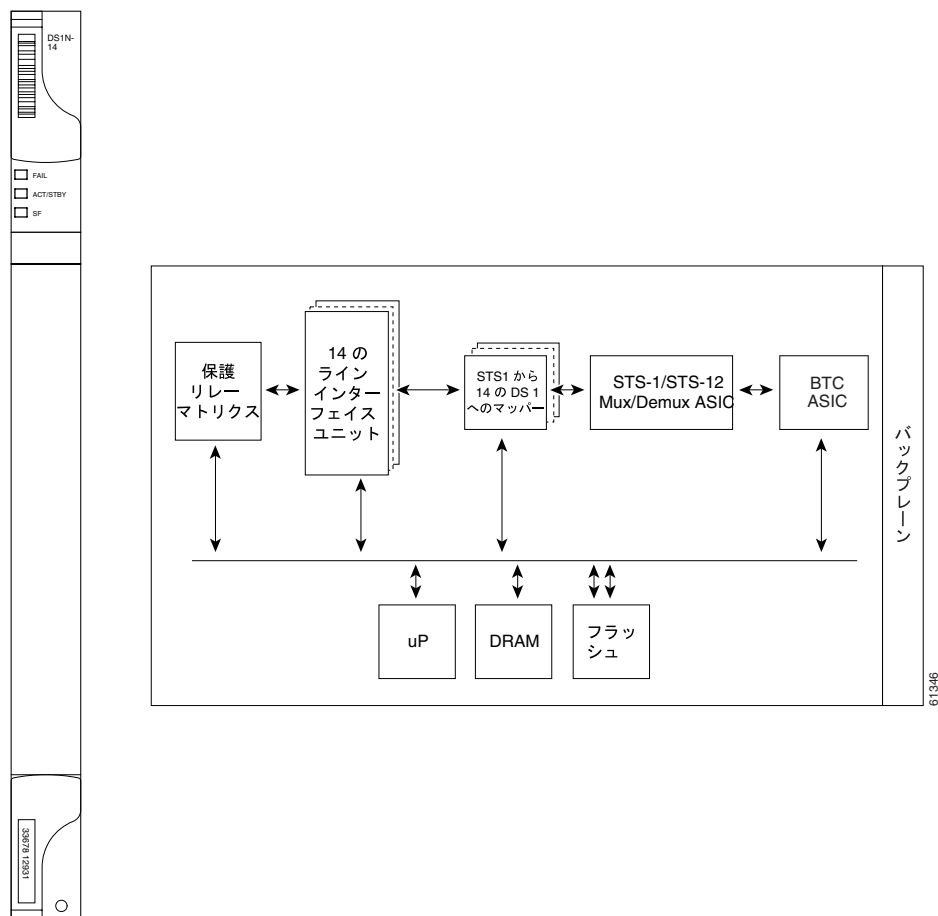 DS1N-
14
FAIL
ACT/STBY
SF
33678 12931
保護
リレー
マトリクス
14 の
ライン
インター
フェイス
ユニット
STS1 から
14 の DS 1
へのマッパー
STS-1/STS-12
Mux/Demux ASIC
BTC
ASIC
バックプレーン
uP
DRAM
フラッ
シュ
61346